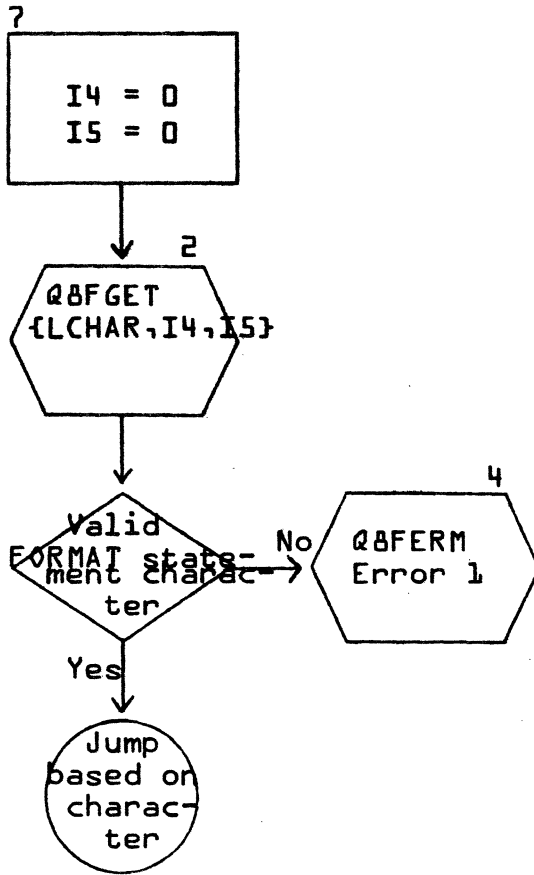 7
I4 = 0
I5 = 0
2
Q8FGET
{LCHAR,I4,I5}
Valid
FORMAT state-
ment charac-
ter
No
4
Q8FERM
Error 1
Yes
Jump
based on
charac-
ter